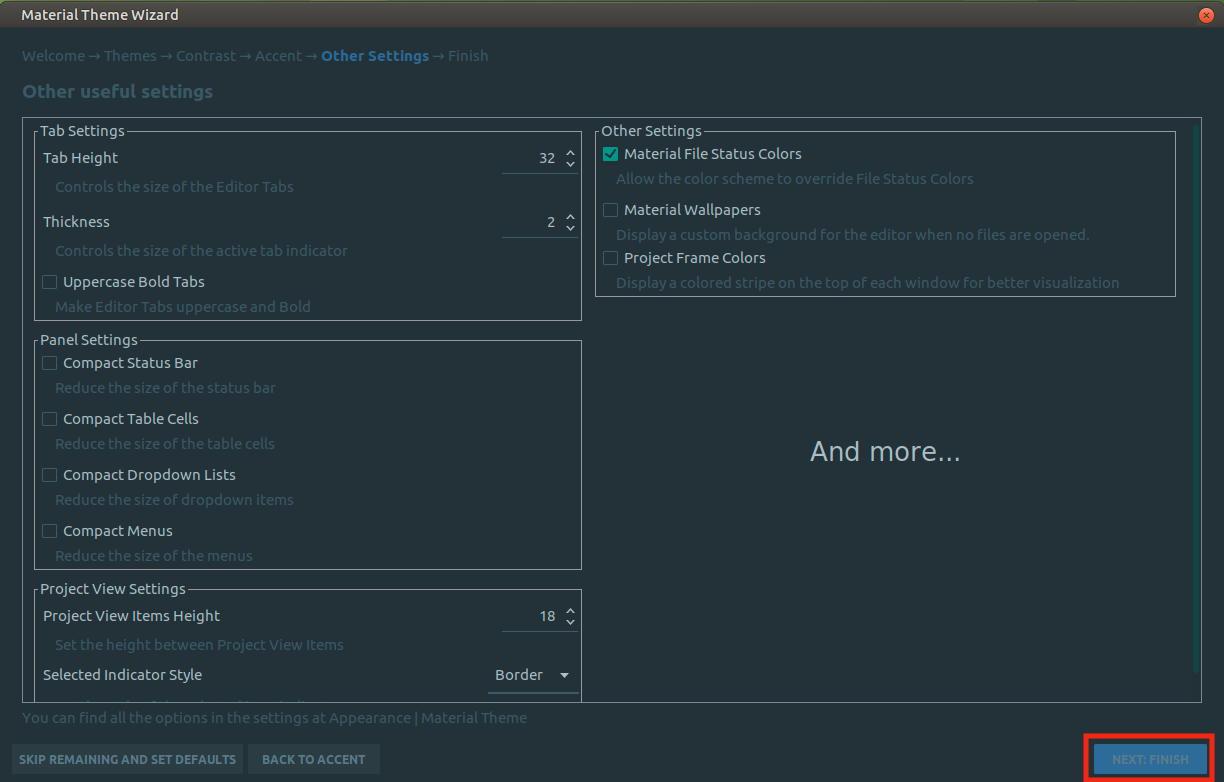 Material Theme Wizard
Welcome → Themes → Contrast → Accent → Other Settings → Finish
Other useful settings
Tab Settings
Tab Height 32
Controls the size of the Editor Tabs
Thickness 2
Controls the size of the active tab indicator
Uppercase Bold Tabs
Make Editor Tabs uppercase and Bold
Panel Settings
Compact Status Bar
Reduce the size of the status bar
Compact Table Cells
Reduce the size of the table cells
Compact Dropdown Lists
Reduce the size of dropdown items
Compact Menus
Reduce the size of the menus
Project View Settings
Project View Items Height 18
Set the height between Project View Items
Selected Indicator Style Border
Other Settings
Material File Status Colors
Allow the color scheme to override File Status Colors
Material Wallpapers
Display a custom background for the editor when no files are opened.
Project Frame Colors
Display a colored stripe on the top of each window for better visualization
And more...
You can find all the options in the settings at Appearance | Material Theme
SKIP REMAINING AND SET DEFAULTS
BACK TO ACCENT
NEXT: FINISH